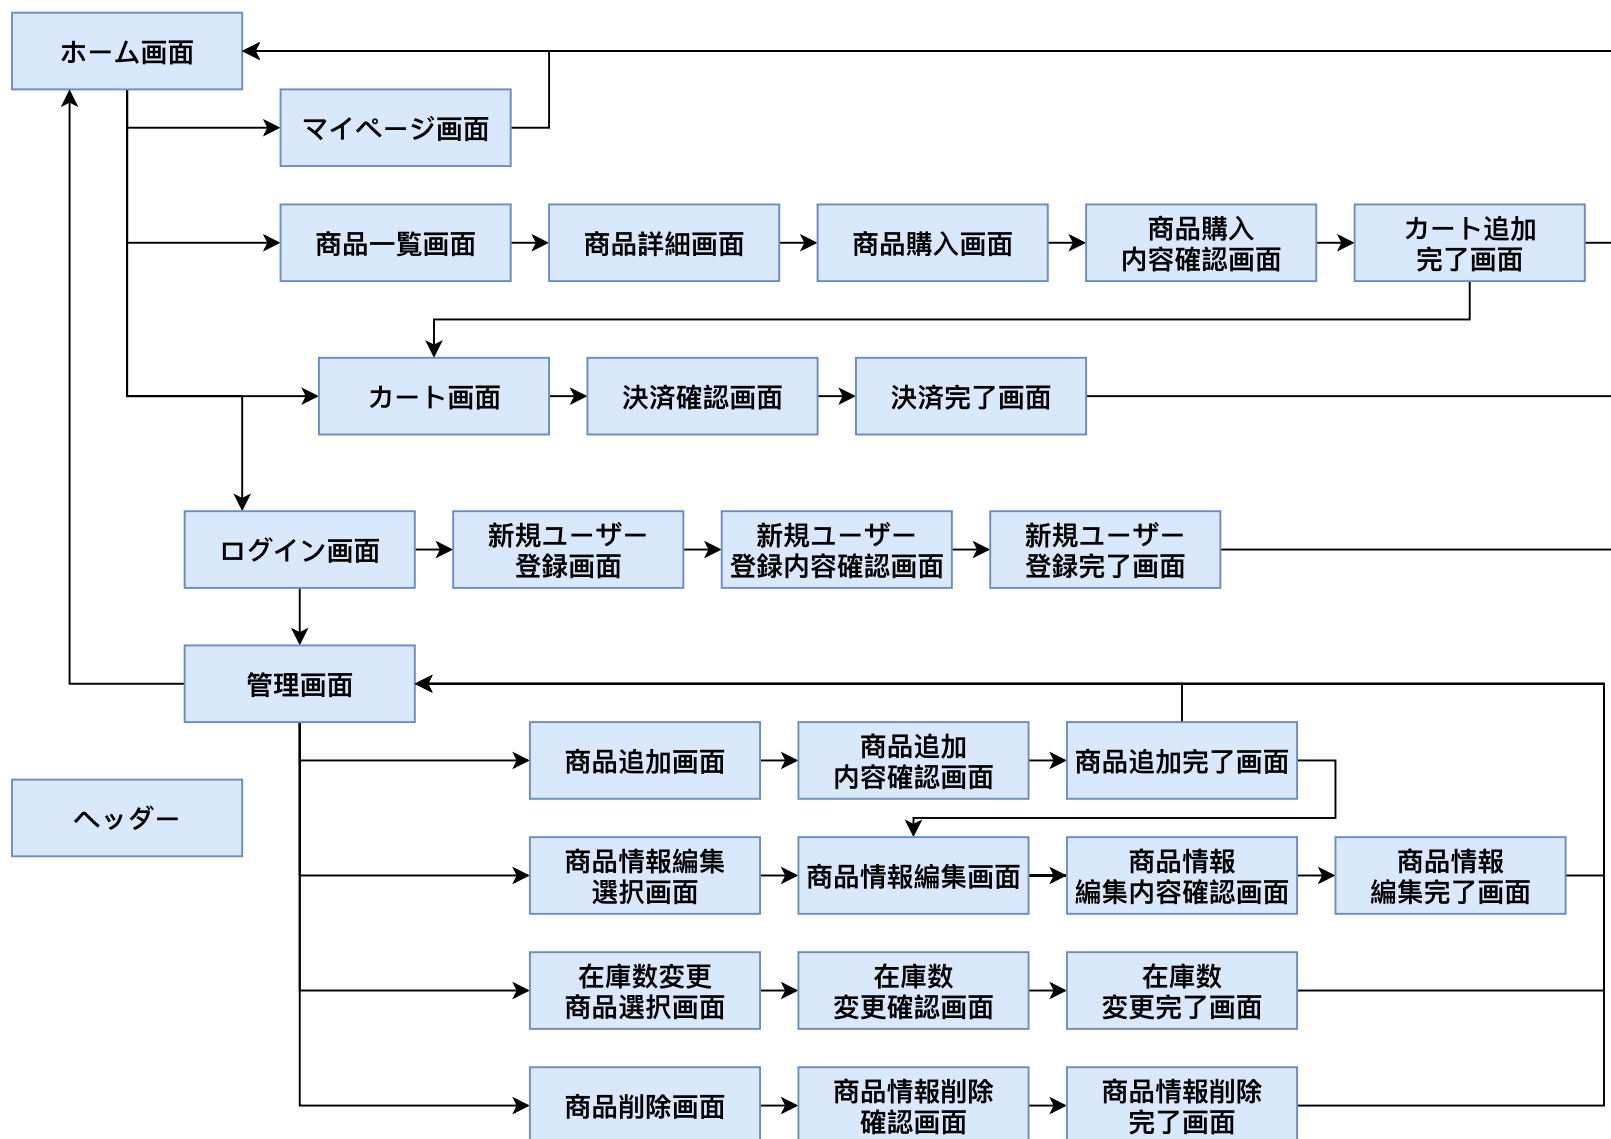 ホーム画面
マイページ画面
商品一覧画面
商品詳細画面
商品購入画面
商品購入
内容確認画面
カート追加
完了画面
カート画面
決済確認画面
決済完了画面
ログイン画面
新規ユーザー
登録画面
新規ユーザー
登録内容確認画面
新規ユーザー
登録完了画面
管理画面
商品追加画面
商品追加
内容確認画面
商品追加完了画面
ヘッダー
商品情報編集
選択画面
商品情報編集画面
商品情報
編集内容確認画面
商品情報
編集完了画面
在庫数変更
商品選択画面
在庫数
変更確認画面
在庫数
変更完了画面
商品削除画面
商品情報削除
確認画面
商品情報削除
完了画面